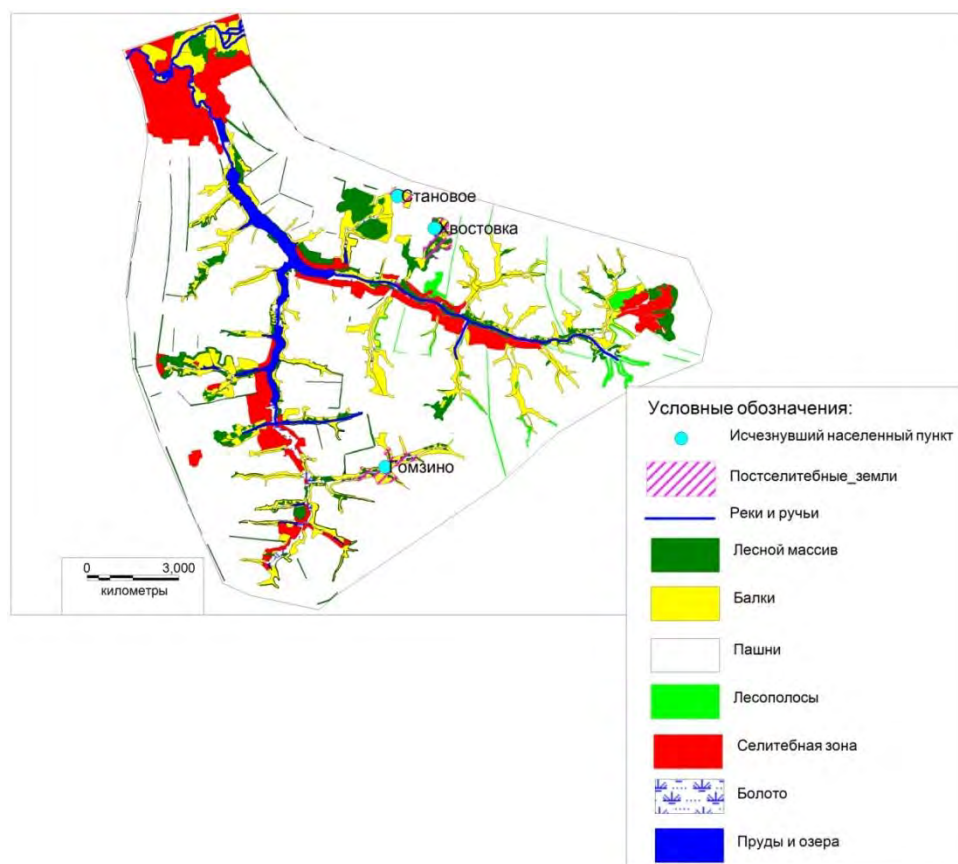 Становое
Хвостовка
Гомзино
0 3,000
километры
Условные обозначения:
Исчезнувший населенный пункт
Постселитебные_земли
Реки и ручьи
Лесной массив
Балки
Пашни
Лесополосы
Селитебная зона
Болото
Пруды и озера